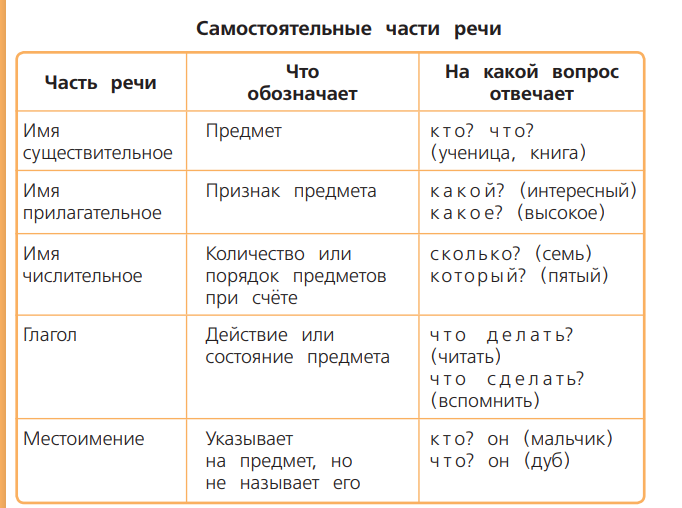 Самостоятельные части речи
Часть речи
Что
обозначает
На какой вопрос
отвечает
Имя
существительное
Предмет
кто? что?
(ученица, книга)
Имя
прилагательное
Признак предмета
какой? (интересный)
какое? (высокое)
Имя
числительное
Количество или
порядок предметов
при счёте
сколько? (семь)
который? (пятый)
Глагол
Действие или
состояние предмета
что делать?
(читать)
что сделать?
(вспомнить)
Местоимение
Указывает
на предмет, но
не называет его
кто? он (мальчик)
что? он (дуб)